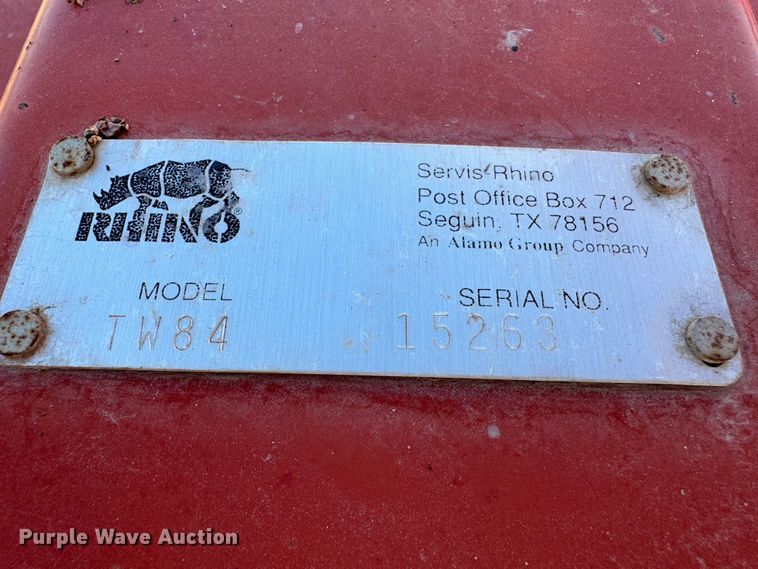 RHINO®
Servis-Rhino
Post Office Box 712
Seguin, TX 78156
An Alamo Group Company
MODEL
SERIAL NO.
TW84
15263
Purple Wave Auction®